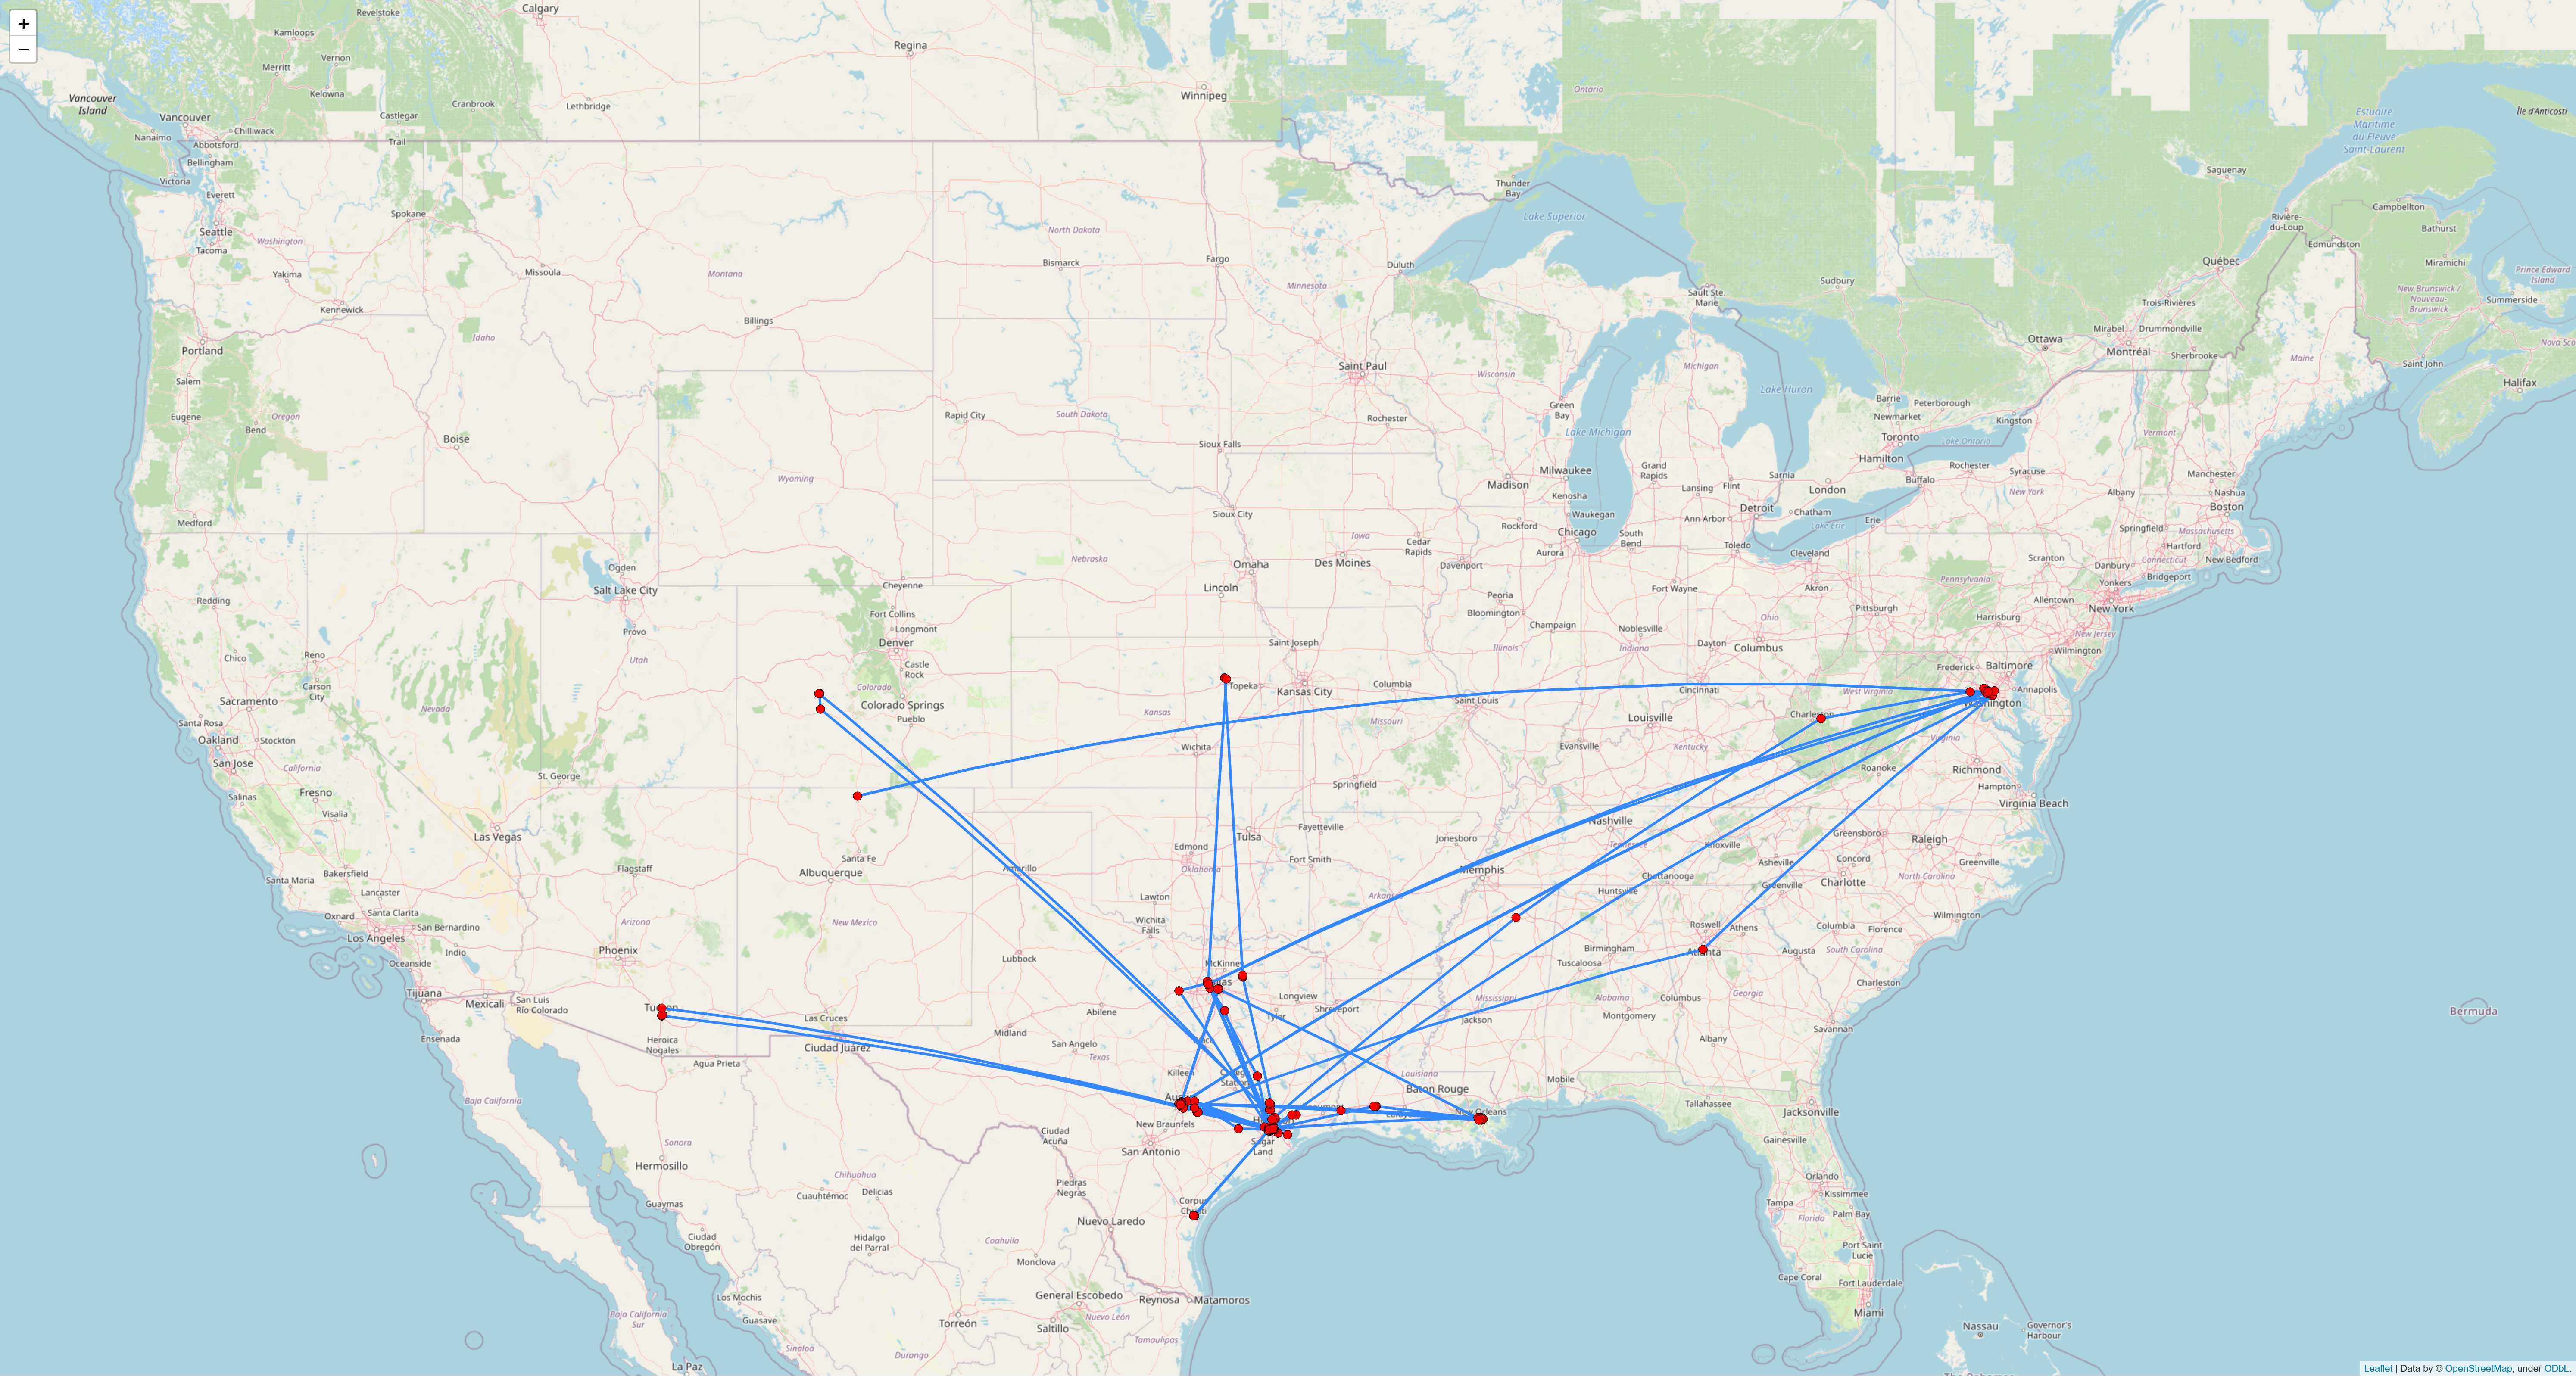 +
−
Calgary
Revelstoke
Kamloops
Regina
Vernon
Merritt
Winnipeg
Kelowna
Cranbrook
Lethbridge
Vancouver
Island
Castlegar
Vancouver
Nanaimo
Chilliwack
Trail
Abbotsford
Bellingham
Victoria
Everett
Ontario
Estuaire
Maritime
du Fleuve
Saint-Laurent
Île d'Anticosti
Saguenay
Thunder
Bay
Spokane
Seattle
Washington
Tacoma
Lake Superior
Rivière-
du-Loup
Campbellton
Bathurst
Edmundston
Miramichi
Prince Edward
Island
North Dakota
Fargo
Bismarck
Duluth
Québec
Yakima
Missoula
Montana
Minnesota
Sudbury
Sault Ste.
Marie
New Brunswick /
Nouveau-
Brunswick
Summerside
Trois-Rivières
Kennewick
Billings
Mirabel
Drummondville
Idaho
Ottawa
Montréal
Sherbrooke
Maine
Nova Sco
Portland
Saint Paul
Wisconsin
Michigan
Saint John
Halifax
Salem
Lake Huron
Barrie
Peterborough
Eugene
Oregon
Rapid City
South Dakota
Rochester
Green
Bay
Newmarket
Kingston
Bend
Lake Michigan
Toronto
Lake Ontario
Vermont
Boise
Sioux Falls
Hamilton
Milwaukee
Grand
Rapids
Sarnia
Rochester
Syracuse
Manchester
Wyoming
Madison
Lansing
Flint
London
Buffalo
New York
Albany
Nashua
Kenosha
Boston
Medford
Sioux City
Waukegan
Detroit
Chatham
Rockford
Ann Arbor
Lake Erie
Erie
Springfield
Massachusetts
Chicago
South
Bend
Iowa
Cedar
Rapids
Toledo
Hartford
Aurora
Cleveland
Scranton
Connecticut
New Bedford
Nebraska
Omaha
Des Moines
Davenport
Danbury
Ogden
Yonkers
Bridgeport
Salt Lake City
Cheyenne
Lincoln
Peoria
Fort Wayne
Akron
Pennsylvania
Redding
Fort Collins
Bloomington
Pittsburgh
Allentown
New York
Longmont
Champaign
Noblesville
Ohio
Harrisburg
Provo
Denver
Saint Joseph
Dayton
Columbus
New Jersey
Chico
Reno
Utah
Castle
Rock
Illinois
Indiana
Wilmington
Frederick
Baltimore
Carson
City
Colorado
Topeka
Kansas City
Columbia
Cincinnati
West Virginia
Annapolis
Sacramento
Nevada
Colorado Springs
Kansas
Saint Louis
Santa Rosa
Pueblo
Missouri
Louisville
Charleston
Washington
Oakland
Stockton
Wichita
Evansville
Kentucky
Virginia
San Jose
California
St. George
Springfield
Roanoke
Richmond
Salinas
Fresno
Hampton
Virginia Beach
Visalia
Las Vegas
Tulsa
Fayetteville
Nashville
Greensboro
Raleigh
Edmond
Jonesboro
Tennessee
Knoxville
Santa Fe
Fort Smith
Concord
Asheville
Greenville
Flagstaff
Albuquerque
Amarillo
Oklahoma
Memphis
Chattanooga
Charlotte
Bakersfield
Santa Maria
Greenville
North Carolina
Lancaster
Lawton
Arkansas
Huntsville
Oxnard
Santa Clarita
Arizona
New Mexico
Wichita
Falls
Roswell
Athens
Columbia
Florence
Wilmington
Los Angeles
San Bernardino
Phoenix
Birmingham
Atlanta
Augusta
South Carolina
Indio
Lubbock
McKinney
Tuscaloosa
Oceanside
Charleston
Tijuana
Mexicali
San Luis
Río Colorado
Longview
Mississippi
Alabama
Columbus
Georgia
Abilene
Tyler
Shreveport
Montgomery
Las Cruces
Jackson
Savannah
Bermuda
Ensenada
Heroica
Nogales
Ciudad Juárez
Midland
San Angelo
Albany
Texas
Agua Prieta
Killeen
College
Station
Louisiana
Mobile
Baja California
Baton Rouge
Tallahassee
Jacksonville
New Orleans
New Braunfels
Sonora
Ciudad
Acuña
San Antonio
Sugar
Land
Gainesville
Hermosillo
Chihuahua
Piedras
Negras
Orlando
Guaymas
Cuauhtémoc
Delicias
Corpus
Christi
Kissimmee
Tampa
Florida
Palm Bay
Nuevo Laredo
Ciudad
Obregón
Hidalgo
del Parral
Coahuila
Monclova
Port Saint
Lucie
Cape Coral
Fort Lauderdale
Los Mochis
General Escobedo
Reynosa
Matamoros
Miami
Baja California
Sur
Guasave
Torreón
Saltillo
Nuevo León
Nassau
Governor's
Harbour
Sinaloa
Durango
Tamaulipas
La Paz
Leaflet | Data by © OpenStreetMap, under ODbL.